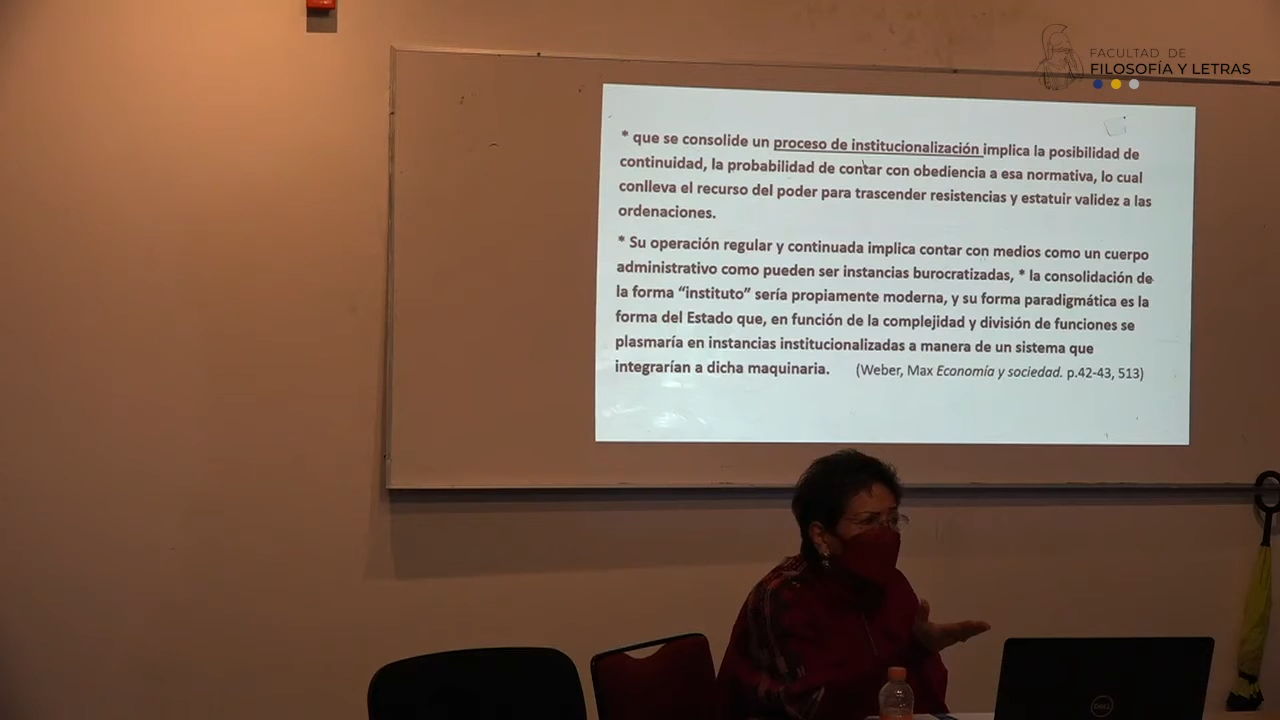 FACULTAD DE
FILOSOFÍA Y LETRAS
* que se consolide un proceso de institucionalización implica la posibilidad de
continuidad, la probabilidad de contar con obediencia a esa normativa, lo cual
conlleva el recurso del poder para trascender resistencias y estatuir validez a las
ordenaciones.
* Su operación regular y continuada implica contar con medios como un cuerpo
administrativo como pueden ser instancias burocratizadas, * la consolidación de
la forma “instituto” sería propiamente moderna, y su forma paradigmática es la
forma del Estado que, en función de la complejidad y división de funciones se
plasmaría en instancias institucionalizadas a manera de un sistema que
integrarían a dicha maquinaria. (Weber, Max Economía y sociedad. p.42-43, 513)
DELL